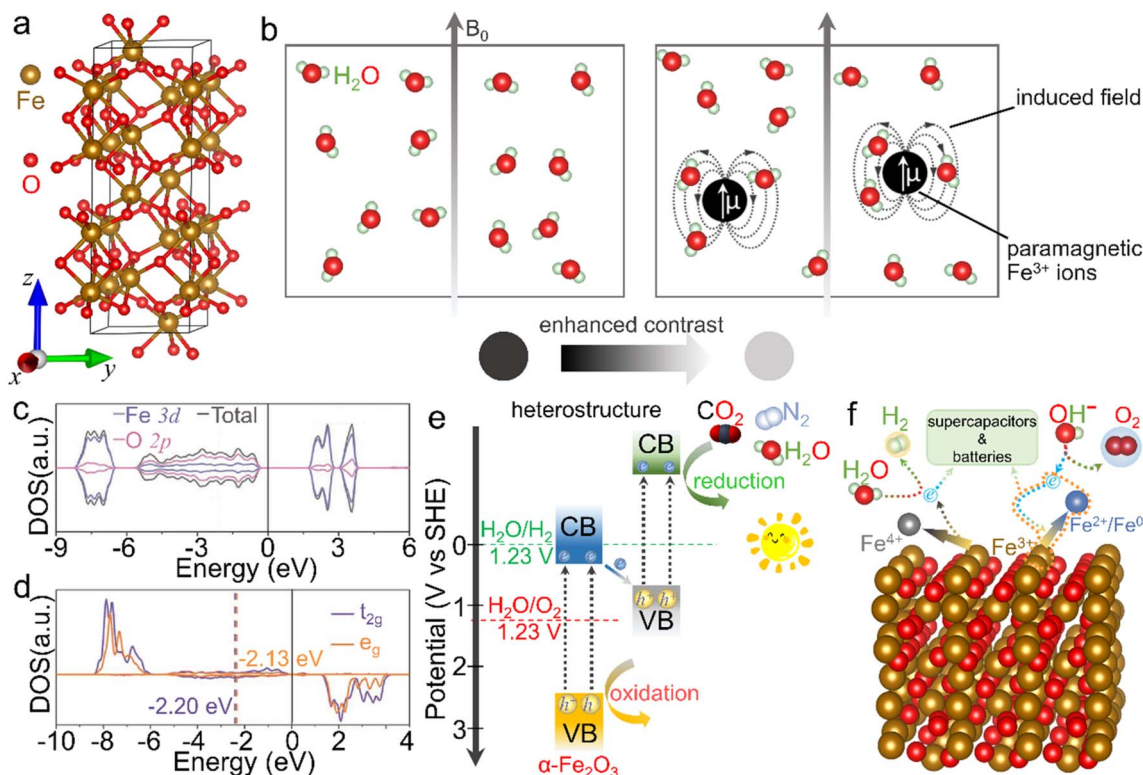 a
Fe
O
z
x
y
b
B₀
H₂O
μ
μ
induced field
paramagnetic
Fe³⁺ ions
enhanced contrast
c
Fe 3d
Total
O 2p
DOS(a.u.)
-9 -6 -3 0 3 6
Energy (eV)
d
t₂g
e_g
-2.13 eV
-2.20 eV
DOS(a.u.)
-10 -8 -6 -4 -2 0 2 4
Energy (eV)
e
heterostructure
Potential (V vs SHE)
0
1
2
3
H₂O/H₂
1.23 V
H₂O/O₂
1.23 V
CB
e e
e
h⁻ h⁻
VB
α-Fe₂O₃
oxidation
CB
e e
h⁻ h⁻
VB
CO₂
N₂
H₂O
reduction
f
H₂
H₂O
e
supercapacitors
&
batteries
OH⁻
O₂
e
Fe⁴⁺
Fe³⁺
Fe²⁺/Fe⁰